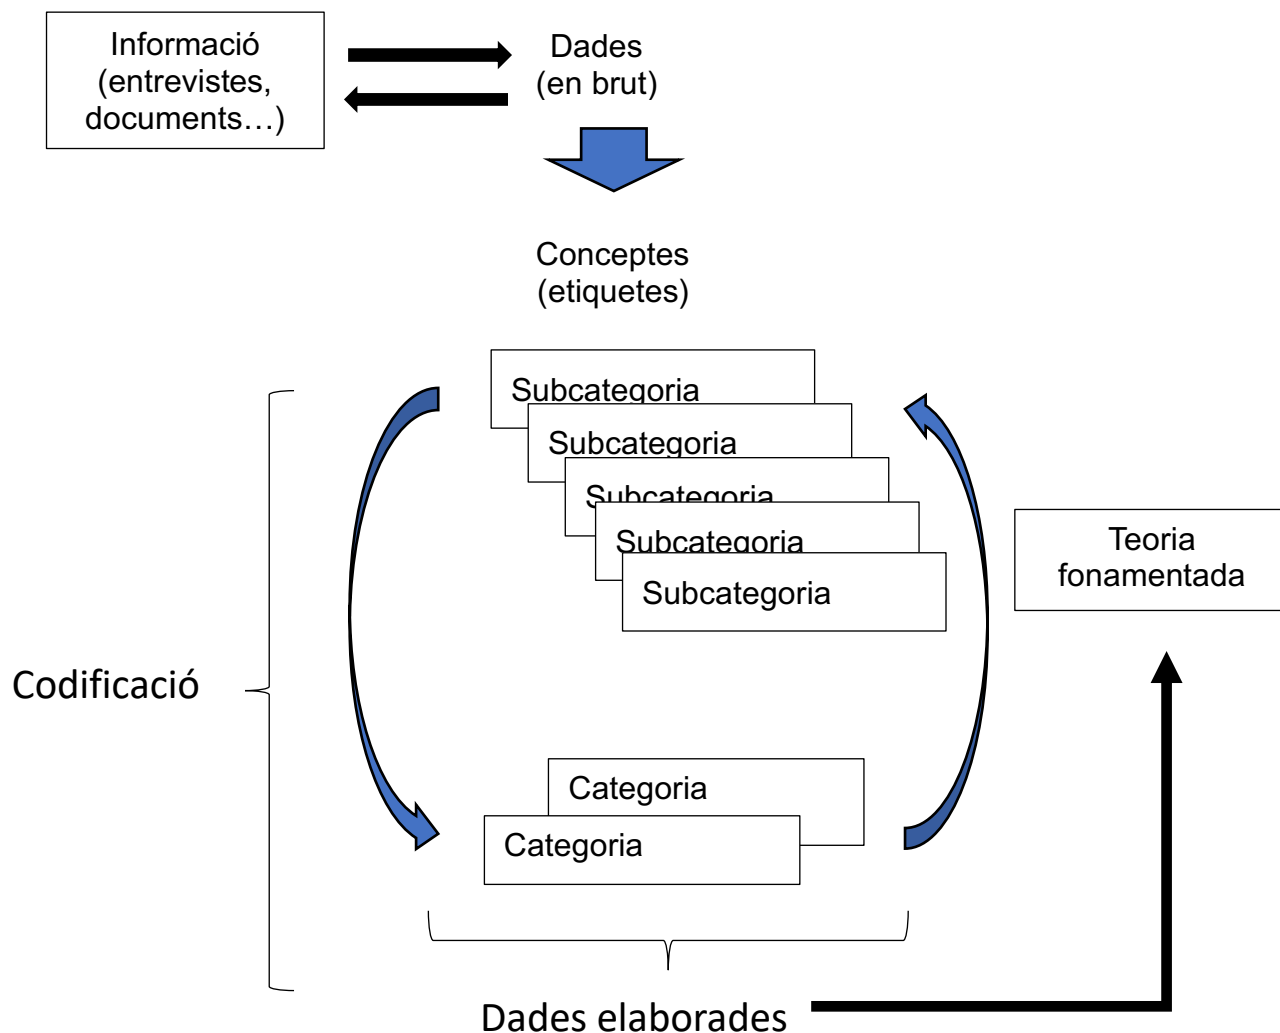 Informació
(entrevistes,
documents…)
Dades
(en brut)
Conceptes
(etiquetes)
Subcategoria
Subcategoria
Subcategoria
Subcategoria
Subcategoria
Teoria
fonamentada
Codificació
Categoria
Categoria
Dades elaborades